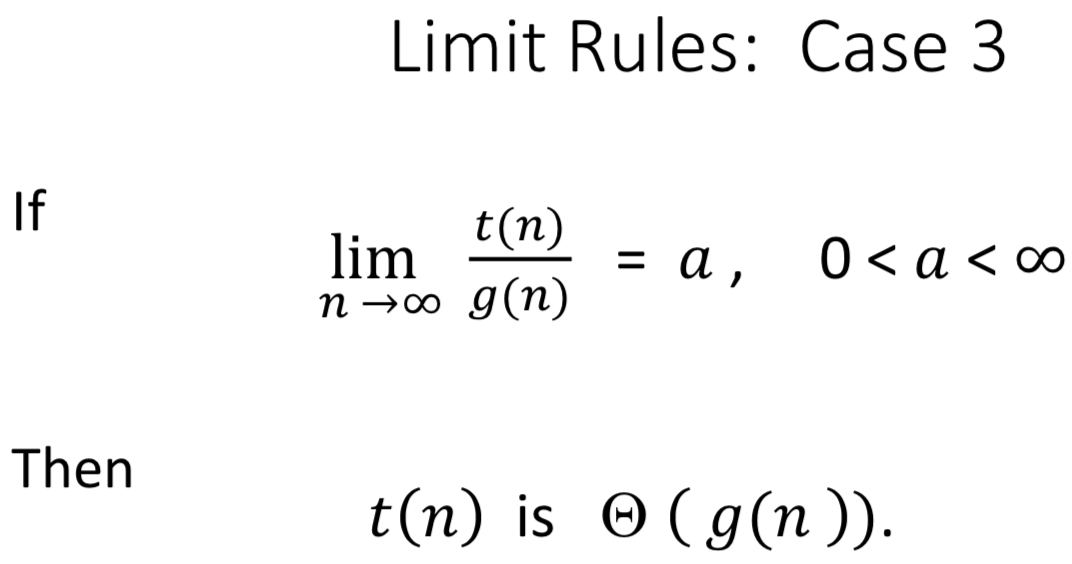 Limit Rules: Case 3
If
lim n →∞ t(n) / g(n) = a , 0 < a < ∞
Then
t(n) is Θ ( g(n )).